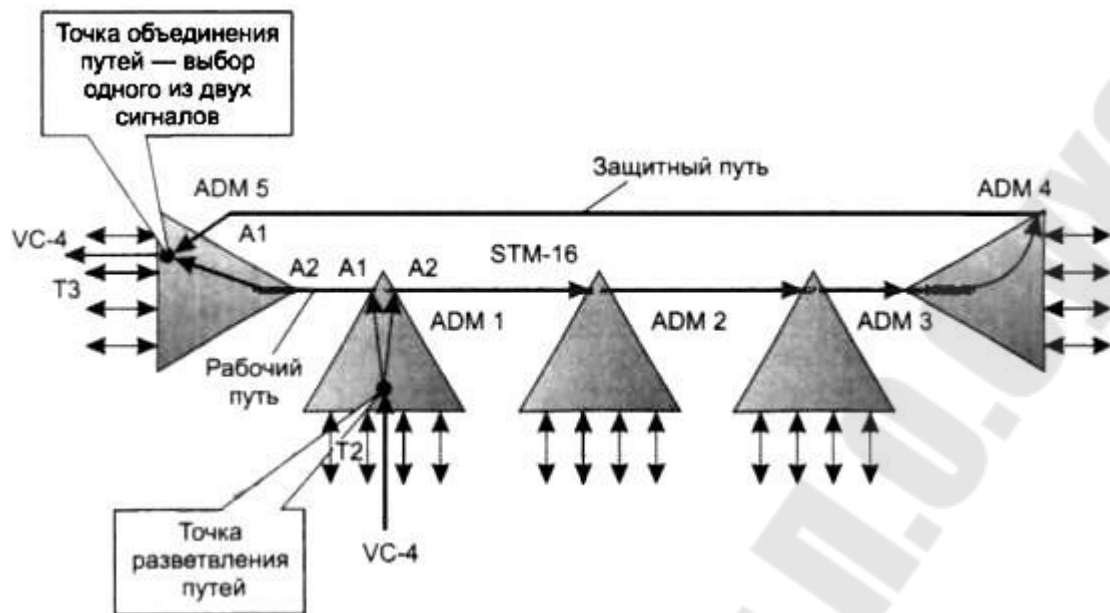 Точка объединения
путей — выбор
одного из двух
сигналов
Защитный путь
ADM 5
ADM 4
VC-4
A1
A2
A1
A2
STM-16
T3
ADM 1
ADM 2
ADM 3
Рабочий
путь
T2
Точка
разветвления
путей
VC-4